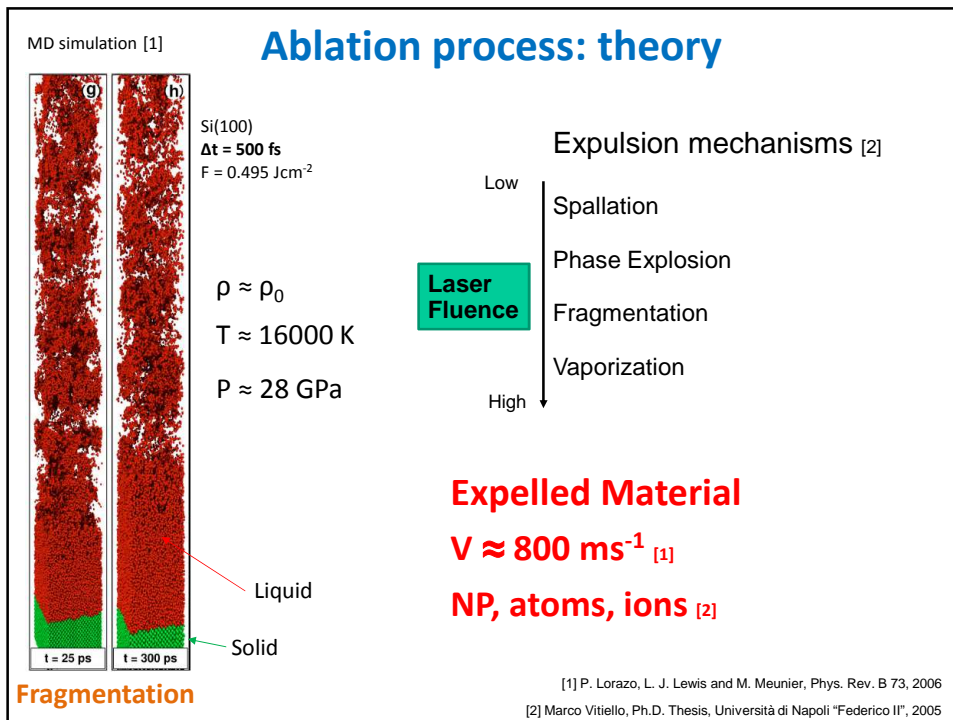 Ablation process: theory
MD simulation [1]
(g)
(h)
Si(100)
Δt = 500 fs
F = 0.495 Jcm⁻²
ρ ≈ ρ₀
T ≈ 16000 K
P ≈ 28 GPa
Liquid
Solid
t = 25 ps
t = 300 ps
Fragmentation
Expulsion mechanisms [2]
Low
Spallation
Phase Explosion
Laser
Fluence
Fragmentation
Vaporization
High
Expelled Material
V ≈ 800 ms⁻¹ [1]
NP, atoms, ions [2]
[1] P. Lorazo, L. J. Lewis and M. Meunier, Phys. Rev. B 73, 2006
[2] Marco Vitiello, Ph.D. Thesis, Università di Napoli “Federico II”, 2005